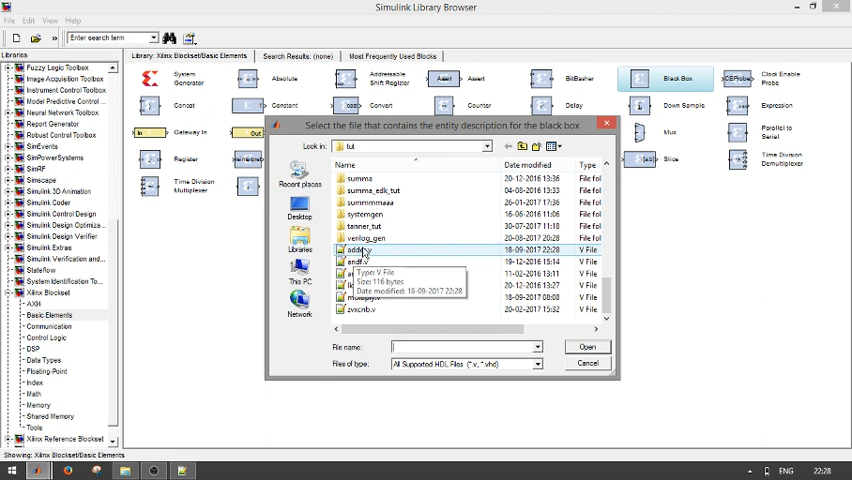 Simulink Library Browser
File Edit View Help
Enter search term
Libraries
Library: Xilinx Blockset/Basic Elements
Search Results: (none)
Most Frequently Used Blocks
Fuzzy Logic Toolbox
Image Acquisition Toolbox
Instrument Control Toolbox
Model Predictive Control ...
Neural Network Toolbox
Report Generator
Robust Control Toolbox
SimEvents
SimPowerSystems
SimRF
Simscape
Simulink 3D Animation
Simulink Coder
Simulink Control Design
Simulink Design Optimiz...
Simulink Design Verifier
Simulink Extras
Stateflow
System Identification To...
Xilinx Blockset
AXI4
Basic Elements
Communication
Control Logic
DSP
Data Types
Floating-Point
Index
Math
Memory
Shared Memory
Tools
Xilinx Reference Blockset
System Generator
Absolute
Addressable Shift Register
Assert
Assert
BitBasher
Black Box
CEProbe
Clock Enable Probe
Concat
Constant
cast
Convert
Counter
Delay
Down Sample
Expression
In
Gateway In
Out
Mux
Parallel to Serial
Register
Slice
Time Division Demultiplexer
Time Division Multiplexer
Select the file that contains the entity description for the black box
Look in: tut
Recent places
Desktop
Libraries
This PC
Network
Name Date modified Type
summa 20-12-2016 13:36 File fol
summa_edk_tut 04-08-2016 13:33 File fol
summmmaaa 26-01-2017 17:36 File fol
systemgen 16-06-2016 11:06 File fol
tanner_tut 22-08-2017 20:28 File fol
verilog_gen 20-08-2017 20:28 File fol
18-09-2017 22:28 V File
andf.v 19-12-2016 15:14 V File
11-02-2016 13:11 V File
20-12-2016 13:27 V File
multiply.v 18-09-2017 08:08 V File
zvxcnb.v 20-02-2017 15:32 V File
Type: V File
Size: 116 bytes
Date modified: 18-09-2017 22:28
File name:
Open
Files of type: All Supported HDL Files (*.v, *.vhd)
Cancel
Showing: Xilinx Blockset/Basic Elements
ENG 22:28